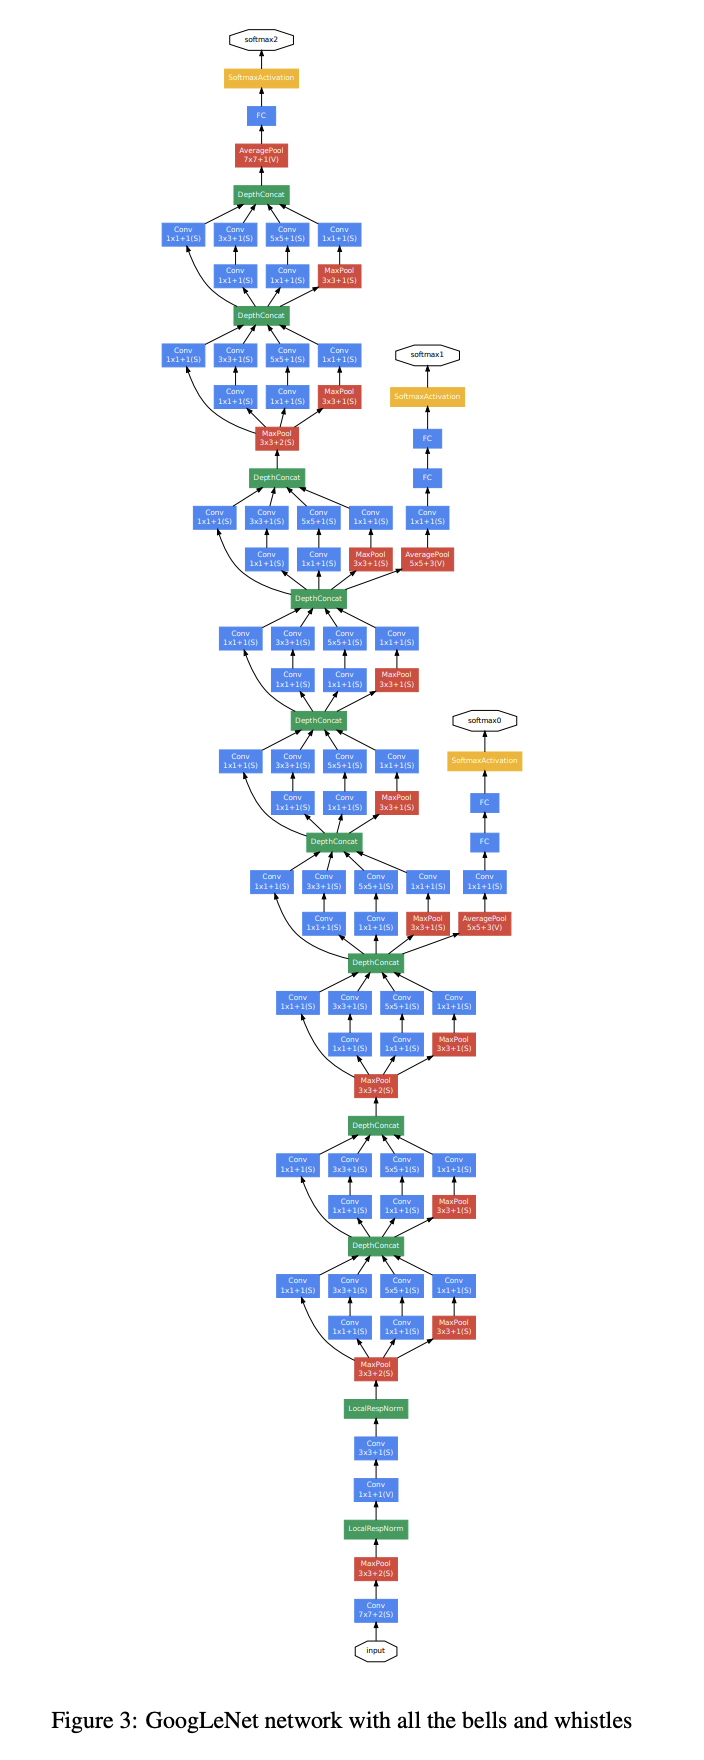 softmax2
SoftmaxActivation
FC
AveragePool
7x7+1(V)
DepthConcat
Conv Conv Conv Conv
1x1+1(S) 3x3+1(S) 5x5+1(S) 1x1+1(S)
Conv Conv MaxPool
1x1+1(S) 1x1+1(S) 3x3+1(S)
DepthConcat
Conv Conv Conv Conv
1x1+1(S) 3x3+1(S) 5x5+1(S) 1x1+1(S)
softmax1
Conv Conv MaxPool
1x1+1(S) 1x1+1(S) 3x3+1(S)
SoftmaxActivation
MaxPool
3x3+2(S)
FC
DepthConcat
FC
Conv Conv Conv Conv Conv
1x1+1(S) 3x3+1(S) 5x5+1(S) 1x1+1(S) 1x1+1(S)
Conv Conv MaxPool AveragePool
1x1+1(S) 1x1+1(S) 3x3+1(S) 5x5+3(V)
DepthConcat
Conv Conv Conv Conv
1x1+1(S) 3x3+1(S) 5x5+1(S) 1x1+1(S)
Conv Conv MaxPool
1x1+1(S) 1x1+1(S) 3x3+1(S)
DepthConcat
softmax0
Conv Conv Conv Conv
1x1+1(S) 3x3+1(S) 5x5+1(S) 1x1+1(S)
SoftmaxActivation
Conv Conv MaxPool
1x1+1(S) 1x1+1(S) 3x3+1(S)
FC
DepthConcat
FC
Conv Conv Conv Conv Conv
1x1+1(S) 3x3+1(S) 5x5+1(S) 1x1+1(S) 1x1+1(S)
Conv Conv MaxPool AveragePool
1x1+1(S) 1x1+1(S) 3x3+1(S) 5x5+3(V)
DepthConcat
Conv Conv Conv Conv
1x1+1(S) 3x3+1(S) 5x5+1(S) 1x1+1(S)
Conv Conv MaxPool
1x1+1(S) 1x1+1(S) 3x3+1(S)
MaxPool
3x3+2(S)
DepthConcat
Conv Conv Conv Conv
1x1+1(S) 3x3+1(S) 5x5+1(S) 1x1+1(S)
Conv Conv MaxPool
1x1+1(S) 1x1+1(S) 3x3+1(S)
DepthConcat
Conv Conv Conv Conv
1x1+1(S) 3x3+1(S) 5x5+1(S) 1x1+1(S)
Conv Conv MaxPool
1x1+1(S) 1x1+1(S) 3x3+1(S)
MaxPool
3x3+2(S)
LocalRespNorm
Conv
3x3+1(S)
Conv
1x1+1(V)
LocalRespNorm
MaxPool
3x3+2(S)
Conv
7x7+2(S)
input
Figure 3: GoogLeNet network with all the bells and whistles